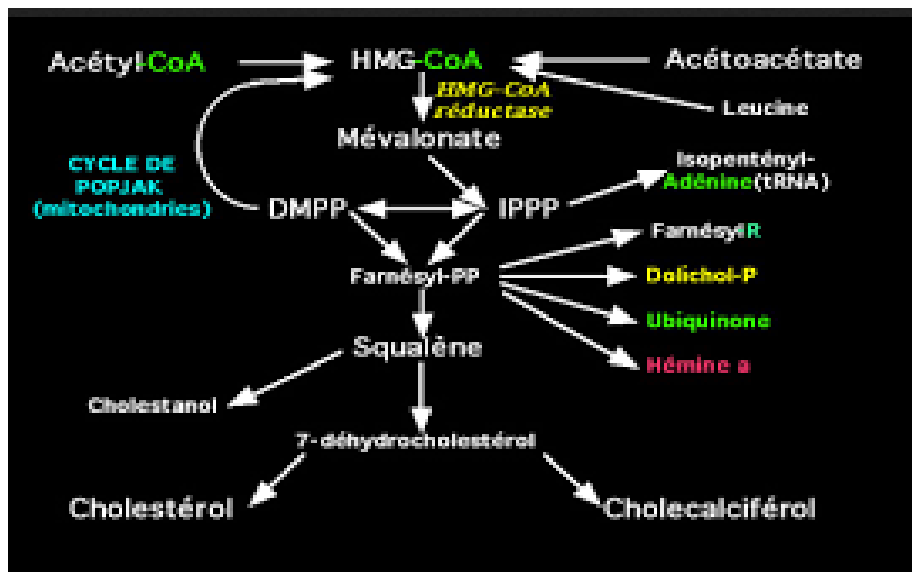 Acétyl-CoA
HMG-CoA
Acétoacétate
HMG-CoA
réductase
Leucine
Mévalonate
Isopentényl-
Adénine(tRNA)
CYCLE DE
POPJAK
(mitochondries)
DMPP
IPPP
FarnésylR
Farnésyl-PP
Dolichol-P
Ubiquinone
Squalène
Hémine a
Cholestanol
7-déhydrocholestérol
Cholestérol
Cholecalciférol